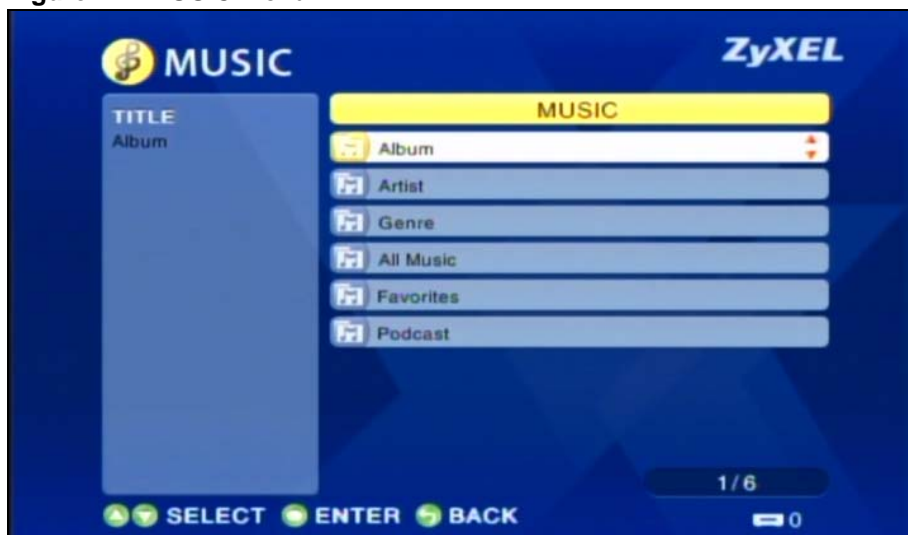 MUSIC
ZyXEL
TITLE
Album
MUSIC
Album
Artist
Genre
All Music
Favorites
Podcast
1/6
SELECT ENTER BACK
0